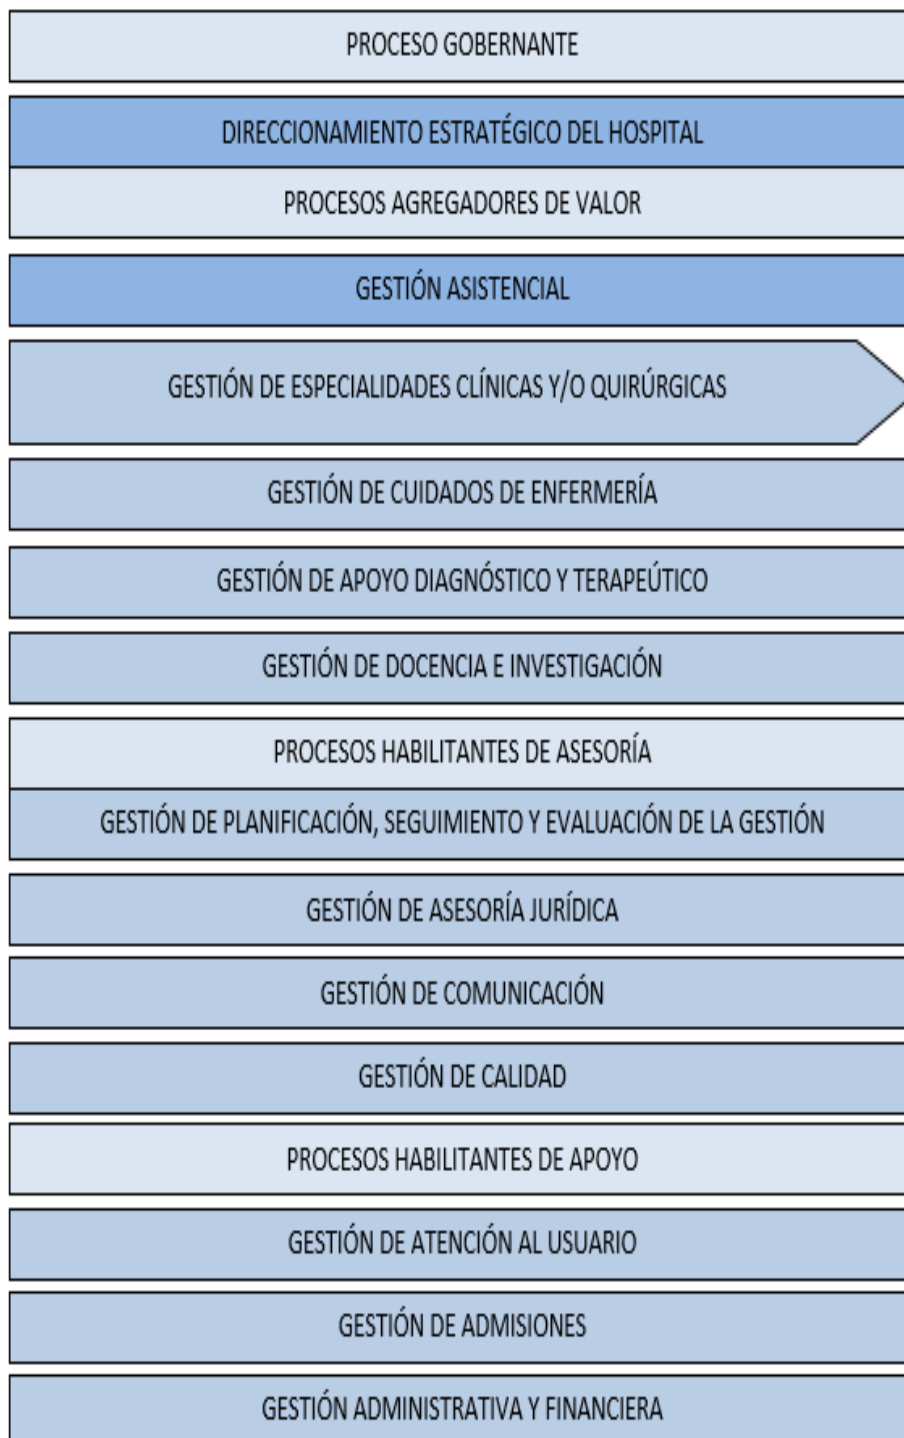 PROCESO GOBERNANTE
DIRECCIONAMIENTO ESTRATÉGICO DEL HOSPITAL
PROCESOS AGREGADORES DE VALOR
GESTIÓN ASISTENCIAL
GESTIÓN DE ESPECIALIDADES CLÍNICAS Y/O QUIRÚRGICAS
GESTIÓN DE CUIDADOS DE ENFERMERÍA
GESTIÓN DE APOYO DIAGNÓSTICO Y TERAPEÚTICO
GESTIÓN DE DOCENCIA E INVESTIGACIÓN
PROCESOS HABILITANTES DE ASESORÍA
GESTIÓN DE PLANIFICACIÓN, SEGUIMIENTO Y EVALUACIÓN DE LA GESTIÓN
GESTIÓN DE ASESORÍA JURÍDICA
GESTIÓN DE COMUNICACIÓN
GESTIÓN DE CALIDAD
PROCESOS HABILITANTES DE APOYO
GESTIÓN DE ATENCIÓN AL USUARIO
GESTIÓN DE ADMISIONES
GESTIÓN ADMINISTRATIVA Y FINANCIERA